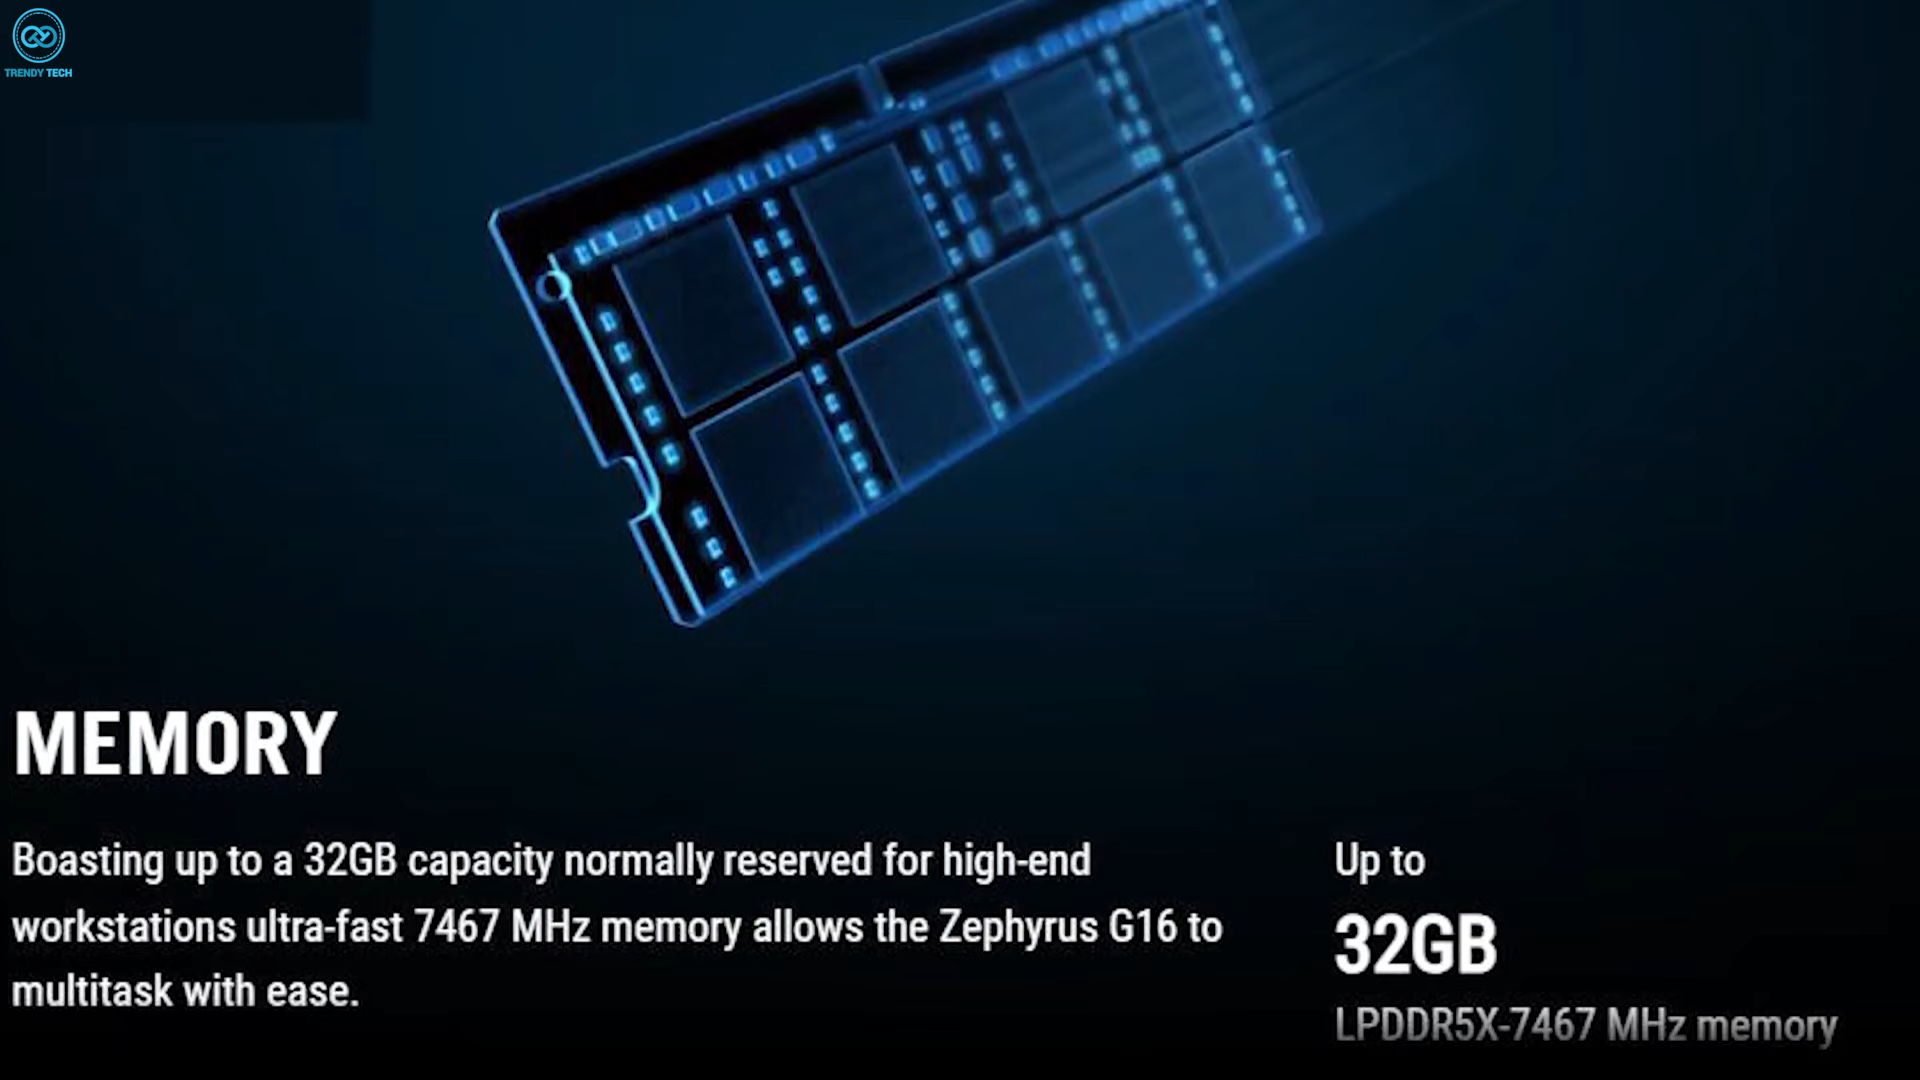 TRENDY TECH
MEMORY
Boasting up to a 32GB capacity normally reserved for high-end
workstations ultra-fast 7467 MHz memory allows the Zephyrus G16 to
multitask with ease.
Up to
32GB
LPDDR5X-7467 MHz memory